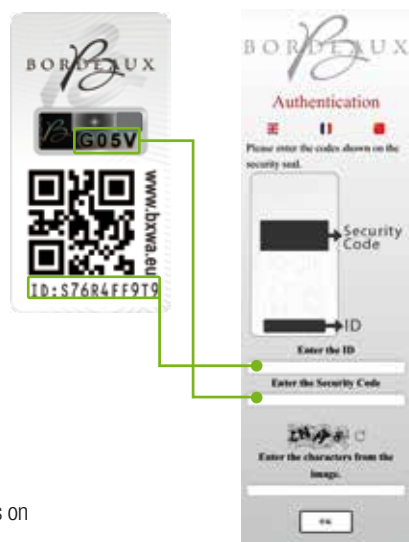 BORDEAUX
G05V
www.bxwa.eu
ID:S76R4FF9T9
BORDEAUX
Authentication
Please enter the codes shown on the
security seal.
Security
Code
ID
Enter the ID
Enter the Security Code
Enter the characters from the
image.
s on